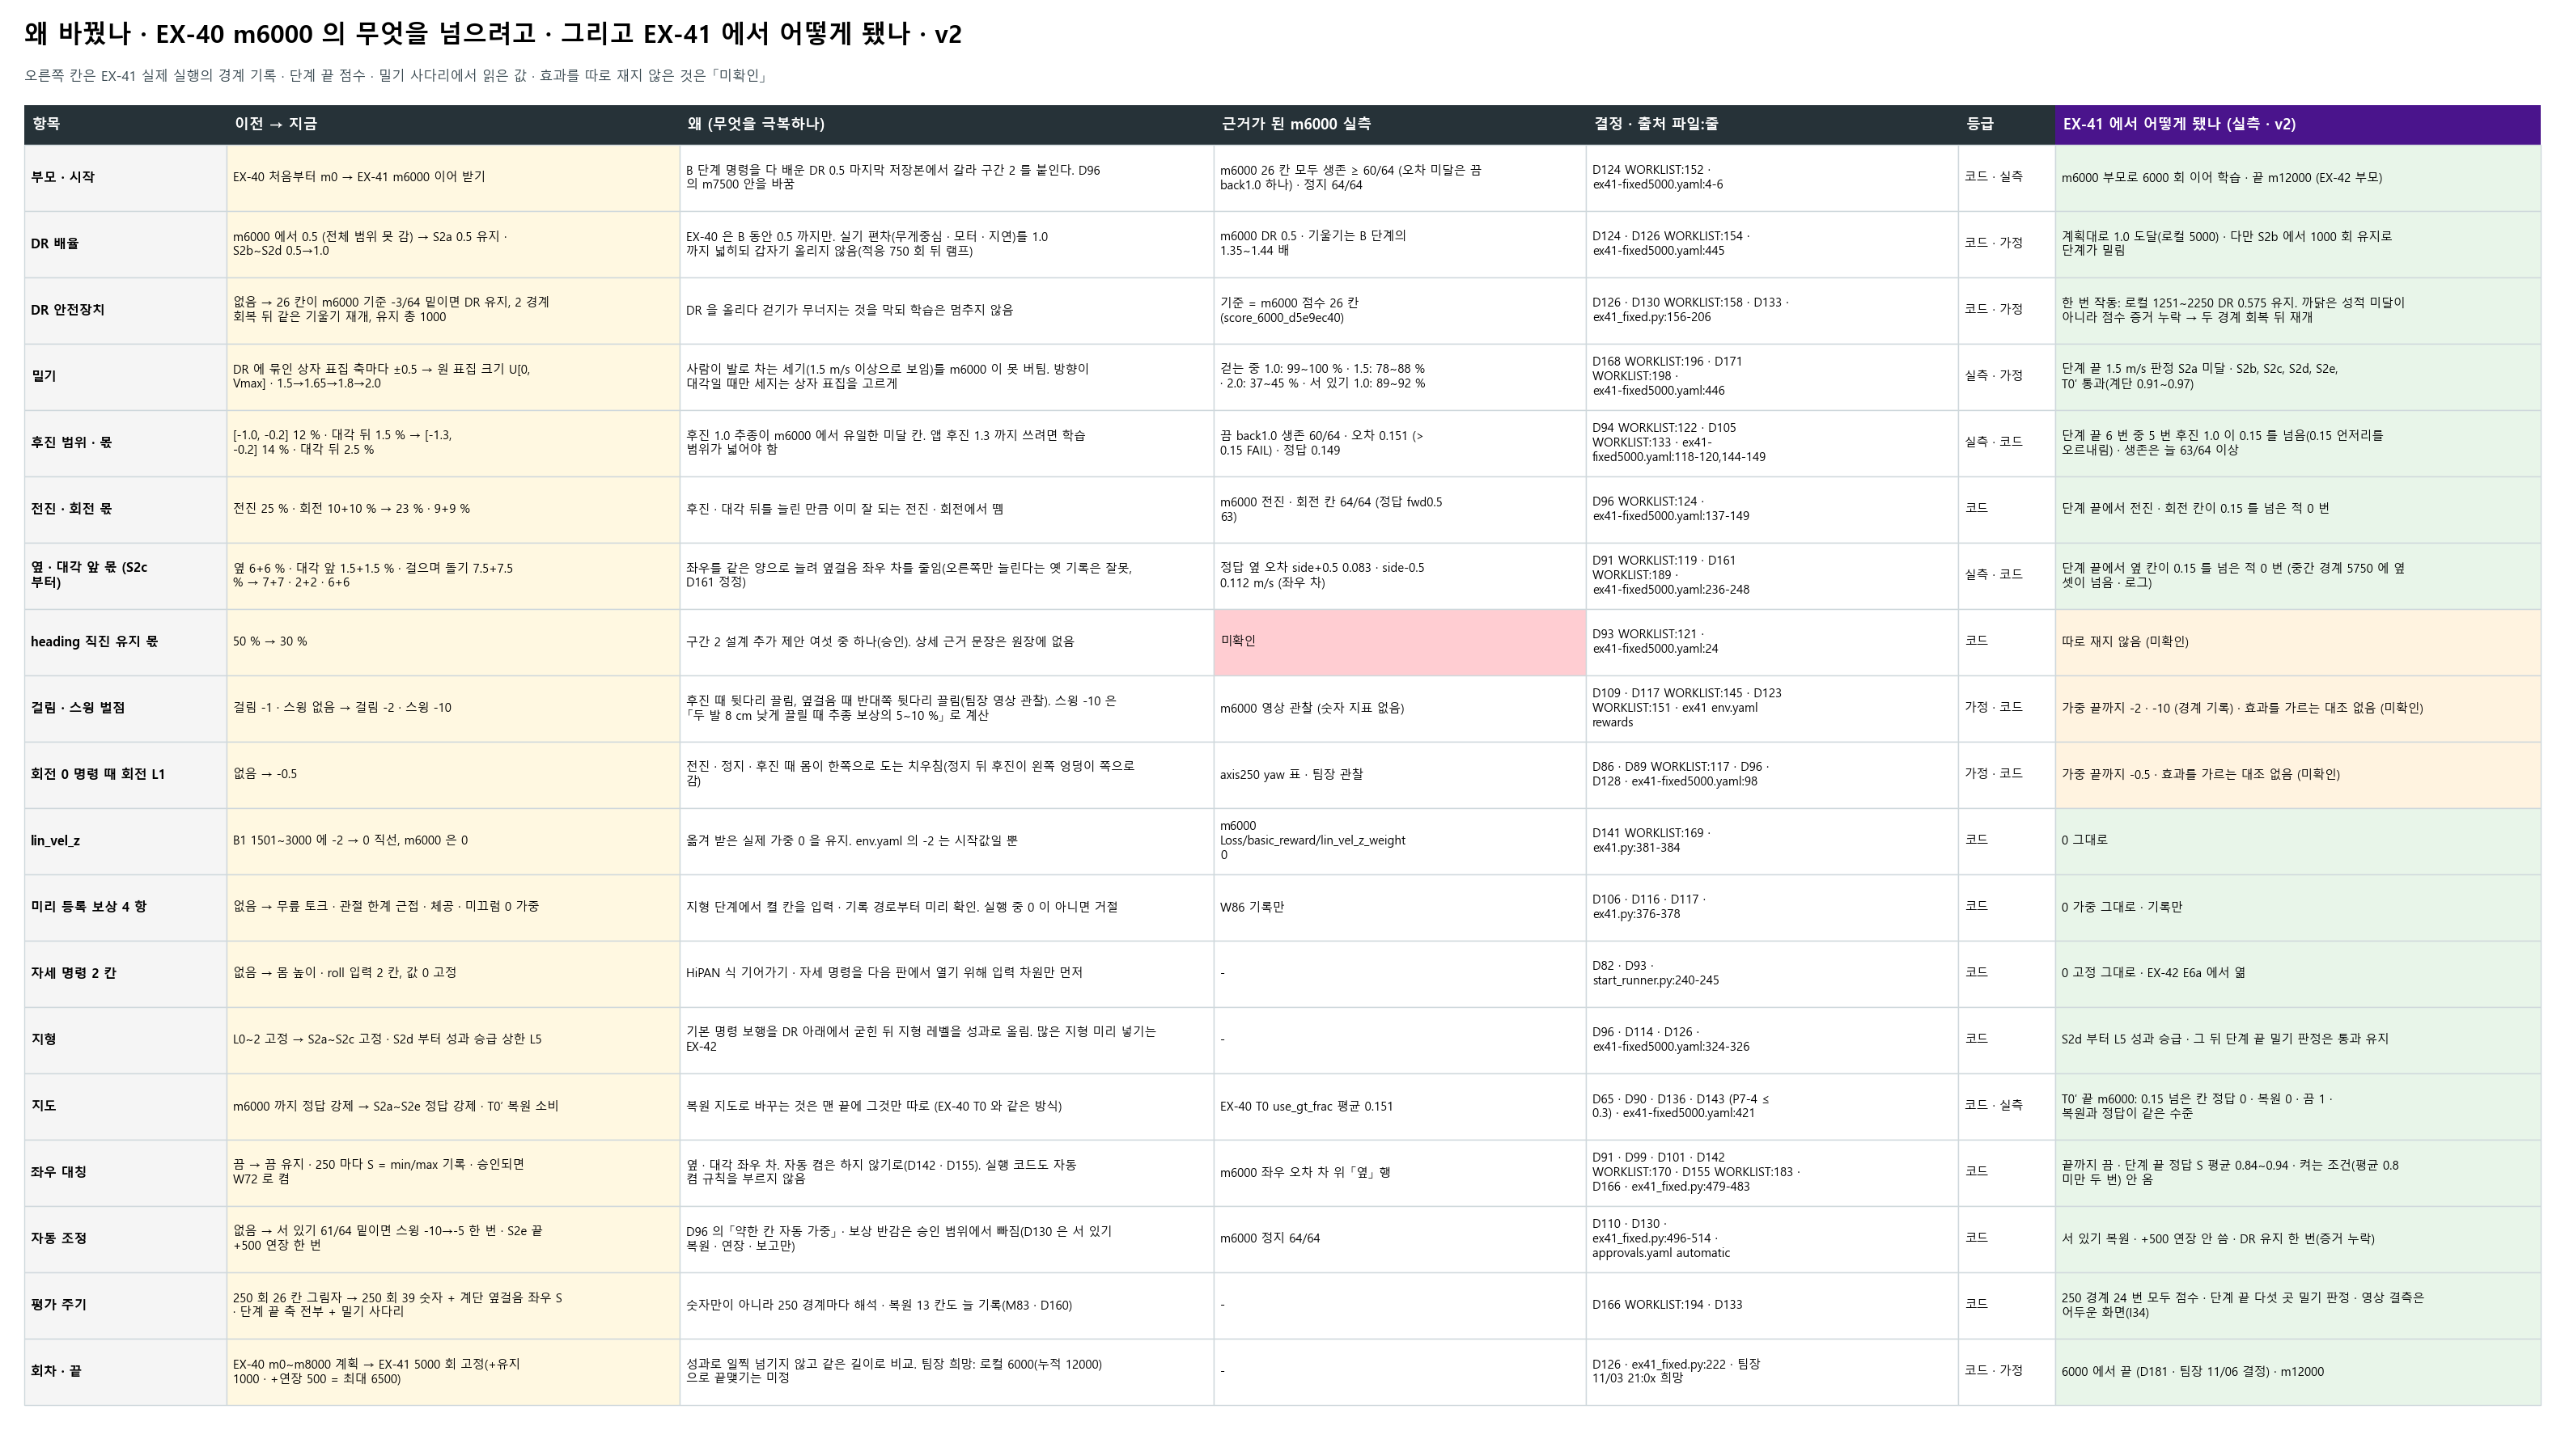 왜 바꿨나 · EX-40 m6000 의 무엇을 넘으려고 · 그리고 EX-41 에서 어떻게 됐나 · v2
오른쪽 칸은 EX-41 실제 실행의 경계 기록 · 단계 끝 점수 · 밀기 사다리에서 읽은 값 · 효과를 따로 재지 않은 것은 「미확인」
항목
이전 → 지금
왜 (무엇을 극복하나)
근거가 된 m6000 실측
결정 · 출처 파일:줄
등급
EX-41 에서 어떻게 됐나 (실측 · v2)
부모 · 시작
EX-40 처음부터 m0 → EX-41 m6000 이어 받기
B 단계 명령을 다 배운 DR 0.5 마지막 저장본에서 갈라 구간 2 를 붙인다. D96
의 m7500 안을 바꿈
m6000 26 칸 모두 생존 ≥ 60/64 (오차 미달은 끔
back1.0 하나) · 정지 64/64
D124 WORKLIST:152 ·
ex41-fixed5000.yaml:4-6
코드 · 실측
m6000 부모로 6000 회 이어 학습 · 끝 m12000 (EX-42 부모)
DR 배율
m6000 에서 0.5 (전체 범위 못 감) → S2a 0.5 유지 ·
S2b~S2d 0.5→1.0
EX-40 은 B 동안 0.5 까지만. 실기 편차(무게중심 · 모터 · 지연)를 1.0
까지 넓히되 갑자기 올리지 않음(적응 750 회 뒤 램프)
m6000 DR 0.5 · 기울기는 B 단계의
1.35~1.44 배
D124 · D126 WORKLIST:154 ·
ex41-fixed5000.yaml:445
코드 · 가정
계획대로 1.0 도달(로컬 5000) · 다만 S2b 에서 1000 회 유지로
단계가 밀림
DR 안전장치
없음 → 26 칸이 m6000 기준 -3/64 밑이면 DR 유지, 2 경계
회복 뒤 같은 기울기 재개, 유지 총 1000
DR 을 올리다 걷기가 무너지는 것을 막되 학습은 멈추지 않음
기준 = m6000 점수 26 칸
(score_6000_d5e9ec40)
D126 · D130 WORKLIST:158 · D133 ·
ex41_fixed.py:156-206
코드 · 가정
한 번 작동: 로컬 1251~2250 DR 0.575 유지. 까닭은 성적 미달이
아니라 점수 증거 누락 → 두 경계 회복 뒤 재개
밀기
DR 에 묶인 상자 표집 축마다 ±0.5 → 원 표집 크기 U[0,
Vmax] · 1.5→1.65→1.8→2.0
사람이 발로 차는 세기(1.5 m/s 이상으로 보임)를 m6000 이 못 버팀. 방향이
대각일 때만 세지는 상자 표집을 고르게
걷는 중 1.0: 99~100 % · 1.5: 78~88 %
· 2.0: 37~45 % · 서 있기 1.0: 89~92 %
D168 WORKLIST:196 · D171
WORKLIST:198 ·
ex41-fixed5000.yaml:446
실측 · 가정
단계 끝 1.5 m/s 판정 S2a 미달 · S2b, S2c, S2d, S2e,
T0′ 통과(계단 0.91~0.97)
후진 범위 · 몫
[-1.0, -0.2] 12 % · 대각 뒤 1.5 % → [-1.3,
-0.2] 14 % · 대각 뒤 2.5 %
후진 1.0 추종이 m6000 에서 유일한 미달 칸. 앱 후진 1.3 까지 쓰려면 학습
범위가 넓어야 함
끔 back1.0 생존 60/64 · 오차 0.151 (>
0.15 FAIL) · 정답 0.149
D94 WORKLIST:122 · D105
WORKLIST:133 · ex41-
fixed5000.yaml:118-120,144-149
실측 · 코드
단계 끝 6 번 중 5 번 후진 1.0 이 0.15 를 넘음(0.15 언저리를
오르내림) · 생존은 늘 63/64 이상
전진 · 회전 몫
전진 25 % · 회전 10+10 % → 23 % · 9+9 %
후진 · 대각 뒤를 늘린 만큼 이미 잘 되는 전진 · 회전에서 뗌
m6000 전진 · 회전 칸 64/64 (정답 fwd0.5
63)
D96 WORKLIST:124 ·
ex41-fixed5000.yaml:137-149
코드
단계 끝에서 전진 · 회전 칸이 0.15 를 넘은 적 0 번
옆 · 대각 앞 몫 (S2c
부터)
옆 6+6 % · 대각 앞 1.5+1.5 % · 걸으며 돌기 7.5+7.5
% → 7+7 · 2+2 · 6+6
좌우를 같은 양으로 늘려 옆걸음 좌우 차를 줄임(오른쪽만 늘린다는 옛 기록은 잘못,
D161 정정)
정답 옆 오차 side+0.5 0.083 · side-0.5
0.112 m/s (좌우 차)
D91 WORKLIST:119 · D161
WORKLIST:189 ·
ex41-fixed5000.yaml:236-248
실측 · 코드
단계 끝에서 옆 칸이 0.15 를 넘은 적 0 번 (중간 경계 5750 에 옆
셋이 넘음 · 로그)
heading 직진 유지 몫
50 % → 30 %
구간 2 설계 추가 제안 여섯 중 하나(승인). 상세 근거 문장은 원장에 없음
미확인
D93 WORKLIST:121 ·
ex41-fixed5000.yaml:24
코드
따로 재지 않음 (미확인)
걸림 · 스윙 벌점
걸림 -1 · 스윙 없음 → 걸림 -2 · 스윙 -10
후진 때 뒷다리 끌림, 옆걸음 때 반대쪽 뒷다리 끌림(팀장 영상 관찰). 스윙 -10 은
「두 발 8 cm 낮게 끌릴 때 추종 보상의 5~10 %」 로 계산
m6000 영상 관찰 (숫자 지표 없음)
D109 · D117 WORKLIST:145 · D123
WORKLIST:151 · ex41 env.yaml
rewards
가정 · 코드
가중 끝까지 -2 · -10 (경계 기록) · 효과를 가르는 대조 없음 (미확인)
회전 0 명령 때 회전 L1
없음 → -0.5
전진 · 정지 · 후진 때 몸이 한쪽으로 도는 치우침(정지 뒤 후진이 왼쪽 엉덩이 쪽으로
감)
axis250 yaw 표 · 팀장 관찰
D86 · D89 WORKLIST:117 · D96 ·
D128 · ex41-fixed5000.yaml:98
가정 · 코드
가중 끝까지 -0.5 · 효과를 가르는 대조 없음 (미확인)
lin_vel_z
B1 1501~3000 에 -2 → 0 직선, m6000 은 0
옮겨 받은 실제 가중 0 을 유지. env.yaml 의 -2 는 시작값일 뿐
m6000
Loss/basic_reward/lin_vel_z_weight
0
D141 WORKLIST:169 ·
ex41.py:381-384
코드
0 그대로
미리 등록 보상 4 항
없음 → 무릎 토크 · 관절 한계 근접 · 체공 · 미끄럼 0 가중
지형 단계에서 켤 칸을 입력 · 기록 경로부터 미리 확인. 실행 중 0 이 아니면 거절
W86 기록만
D106 · D116 · D117 ·
ex41.py:376-378
코드
0 가중 그대로 · 기록만
자세 명령 2 칸
없음 → 몸 높이 · roll 입력 2 칸, 값 0 고정
HiPAN 식 기어가기 · 자세 명령을 다음 판에서 열기 위해 입력 차원만 먼저
-
D82 · D93 ·
start_runner.py:240-245
코드
0 고정 그대로 · EX-42 E6a 에서 엶
지형
L0~2 고정 → S2a~S2c 고정 · S2d 부터 성과 승급 상한 L5
기본 명령 보행을 DR 아래에서 굳힌 뒤 지형 레벨을 성과로 올림. 많은 지형 미리 넣기는
EX-42
-
D96 · D114 · D126 ·
ex41-fixed5000.yaml:324-326
코드
S2d 부터 L5 성과 승급 · 그 뒤 단계 끝 밀기 판정은 통과 유지
지도
m6000 까지 정답 강제 → S2a~S2e 정답 강제 · T0′ 복원 소비
복원 지도로 바꾸는 것은 맨 끝에 그것만 따로 (EX-40 T0 와 같은 방식)
EX-40 T0 use_gt_frac 평균 0.151
D65 · D90 · D136 · D143 (P7-4 ≤
0.3) · ex41-fixed5000.yaml:421
코드 · 실측
T0′ 끝 m6000: 0.15 넘은 칸 정답 0 · 복원 0 · 끔 1 ·
복원과 정답이 같은 수준
좌우 대칭
끔 → 끔 유지 · 250 마다 S = min/max 기록 · 승인되면
W72 로 켬
옆 · 대각 좌우 차. 자동 켬은 하지 않기로(D142 · D155). 실행 코드도 자동
켬 규칙을 부르지 않음
m6000 좌우 오차 차 위 「옆」 행
D91 · D99 · D101 · D142
WORKLIST:170 · D155 WORKLIST:183 ·
D166 · ex41_fixed.py:479-483
코드
끝까지 끔 · 단계 끝 정답 S 평균 0.84~0.94 · 켜는 조건(평균 0.8
미만 두 번) 안 옴
자동 조정
없음 → 서 있기 61/64 밑이면 스윙 -10→-5 한 번 · S2e 끝
+500 연장 한 번
D96 의 「약한 칸 자동 가중」 · 보상 반감은 승인 범위에서 빠짐(D130 은 서 있기
복원 · 연장 · 보고만)
m6000 정지 64/64
D110 · D130 ·
ex41_fixed.py:496-514 ·
approvals.yaml automatic
코드
서 있기 복원 · +500 연장 안 씀 · DR 유지 한 번(증거 누락)
평가 주기
250 회 26 칸 그림자 → 250 회 39 숫자 + 계단 옆걸음 좌우 S
· 단계 끝 축 전부 + 밀기 사다리
숫자만이 아니라 250 경계마다 해석 · 복원 13 칸도 늘 기록(M83 · D160)
-
D166 WORKLIST:194 · D133
코드
250 경계 24 번 모두 점수 · 단계 끝 다섯 곳 밀기 판정 · 영상 결측은
어두운 화면(I34)
회차 · 끝
EX-40 m0~m8000 계획 → EX-41 5000 회 고정(+유지
1000 · +연장 500 = 최대 6500)
성과로 일찍 넘기지 않고 같은 길이로 비교. 팀장 희망: 로컬 6000(누적 12000)
으로 끝맺기는 미정
-
D126 · ex41_fixed.py:222 · 팀장
11/03 21:0x 희망
코드 · 가정
6000 에서 끝 (D181 · 팀장 11/06 결정) · m12000